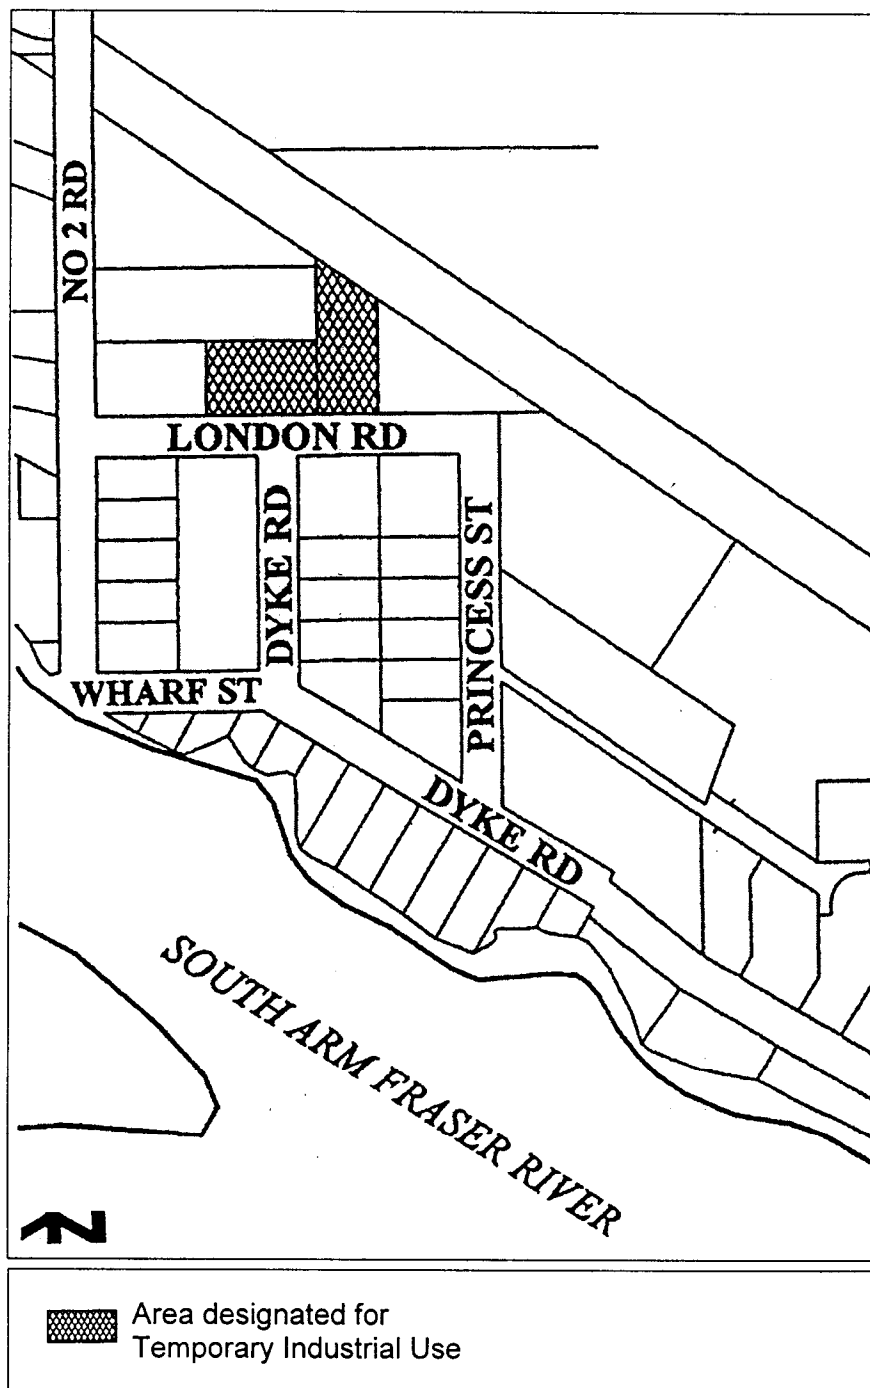 NO 2 RD
LONDON RD
DYKE RD
PRINCESS ST
WHARF ST
DYKE RD
SOUTH ARM FRASER RIVER
N
Area designated for
Temporary Industrial Use